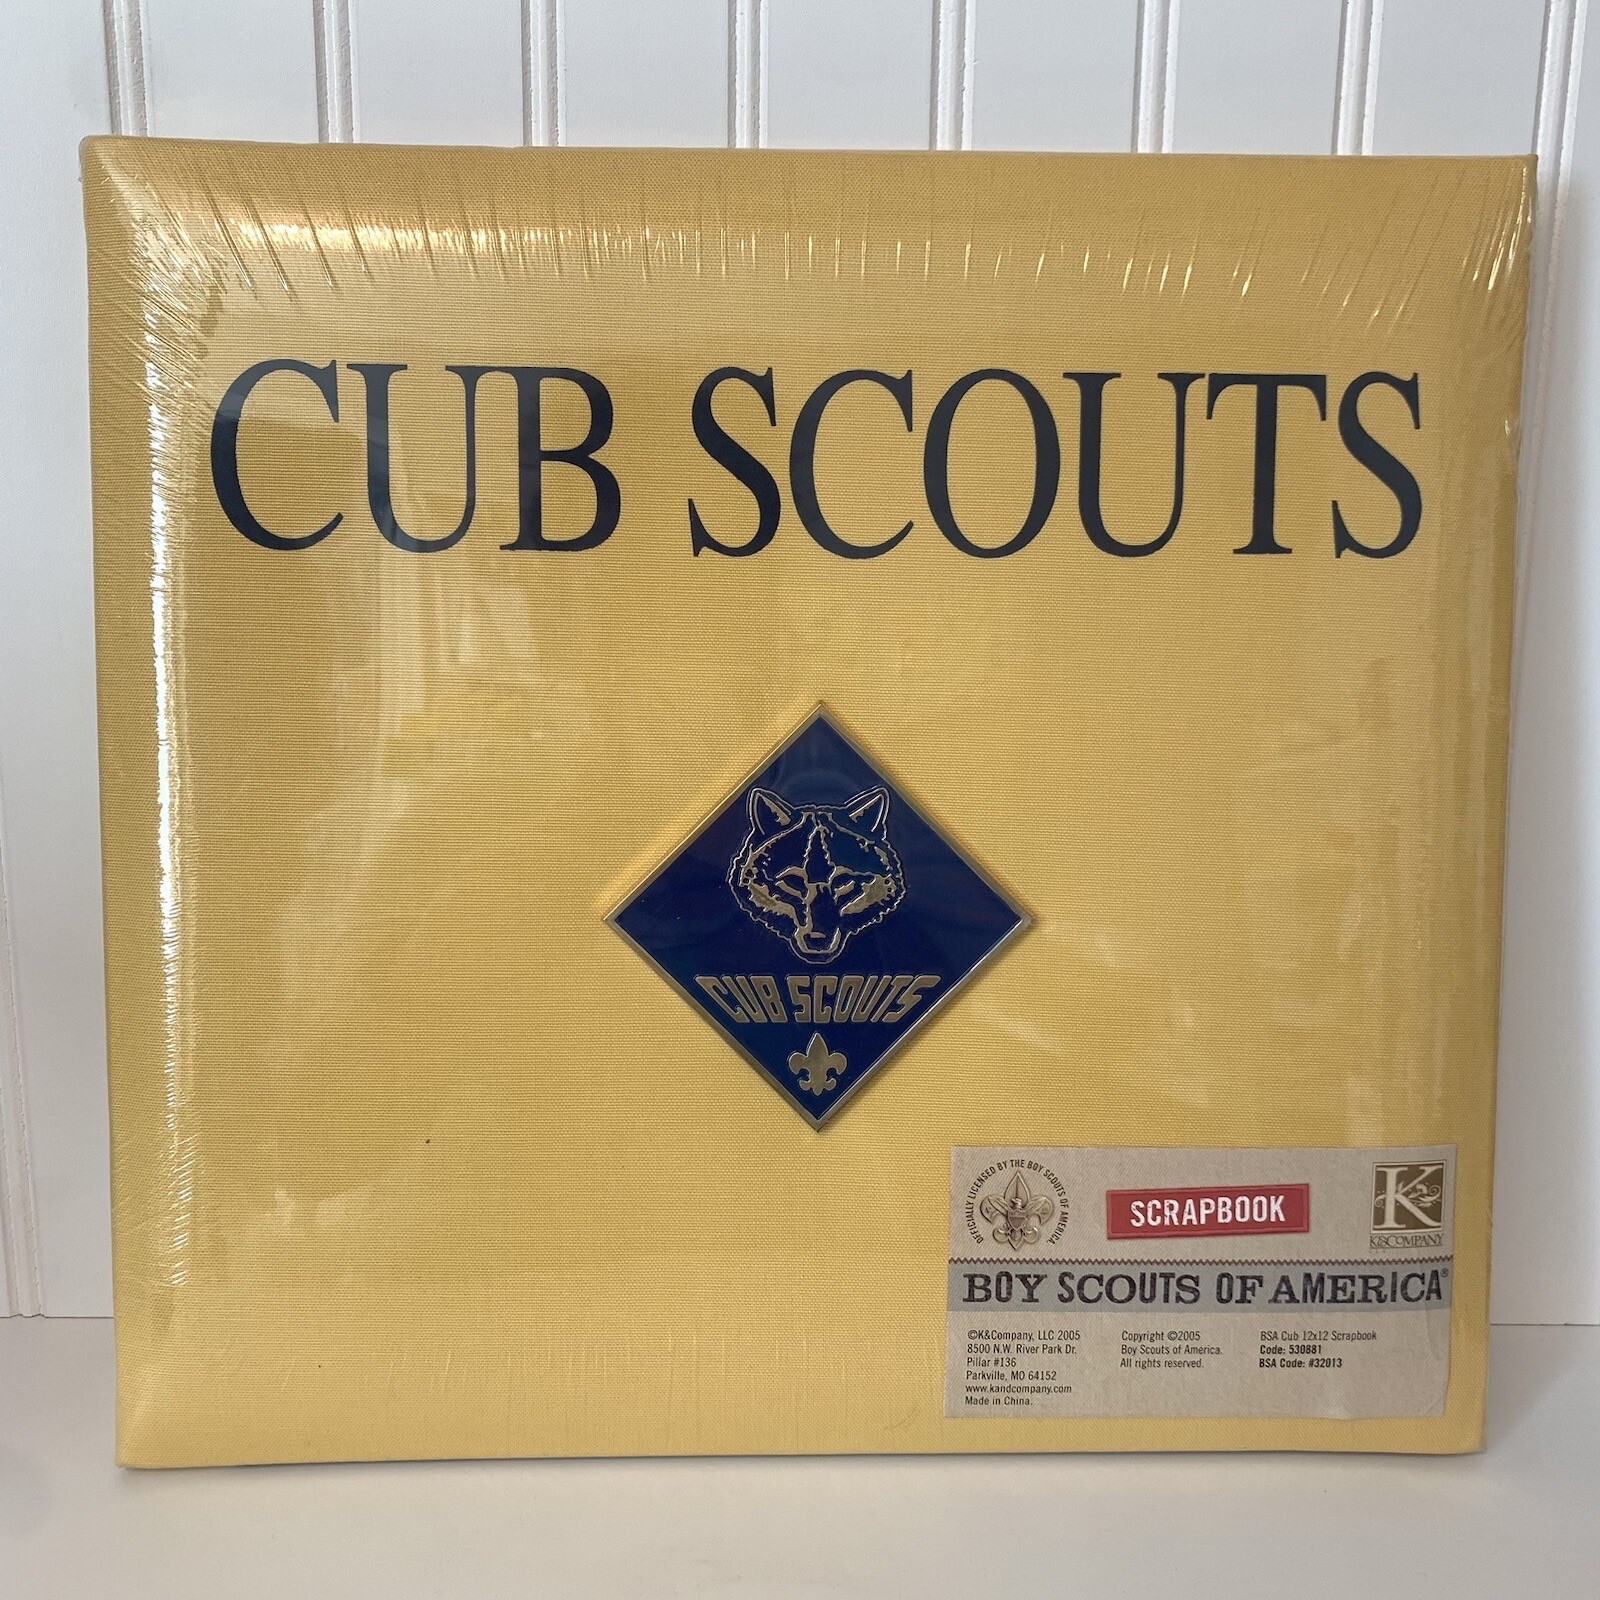 CUB SCOUTS
CUB SCOUTS
OFFICIALLY LICENSED BY THE BOY SCOUTS OF AMERICA
SCRAPBOOK
K
K&COMPANY
BOY SCOUTS OF AMERICA®
©K&Company, LLC 2005
8500 N.W. River Park Dr.
Pillar #136
Parkville, MO 64152
www.kandcompany.com
Made in China.
Copyright ©2005
Boy Scouts of America.
All rights reserved.
BSA Cub 12x12 Scrapbook
Code: 530881
BSA Code: #32013